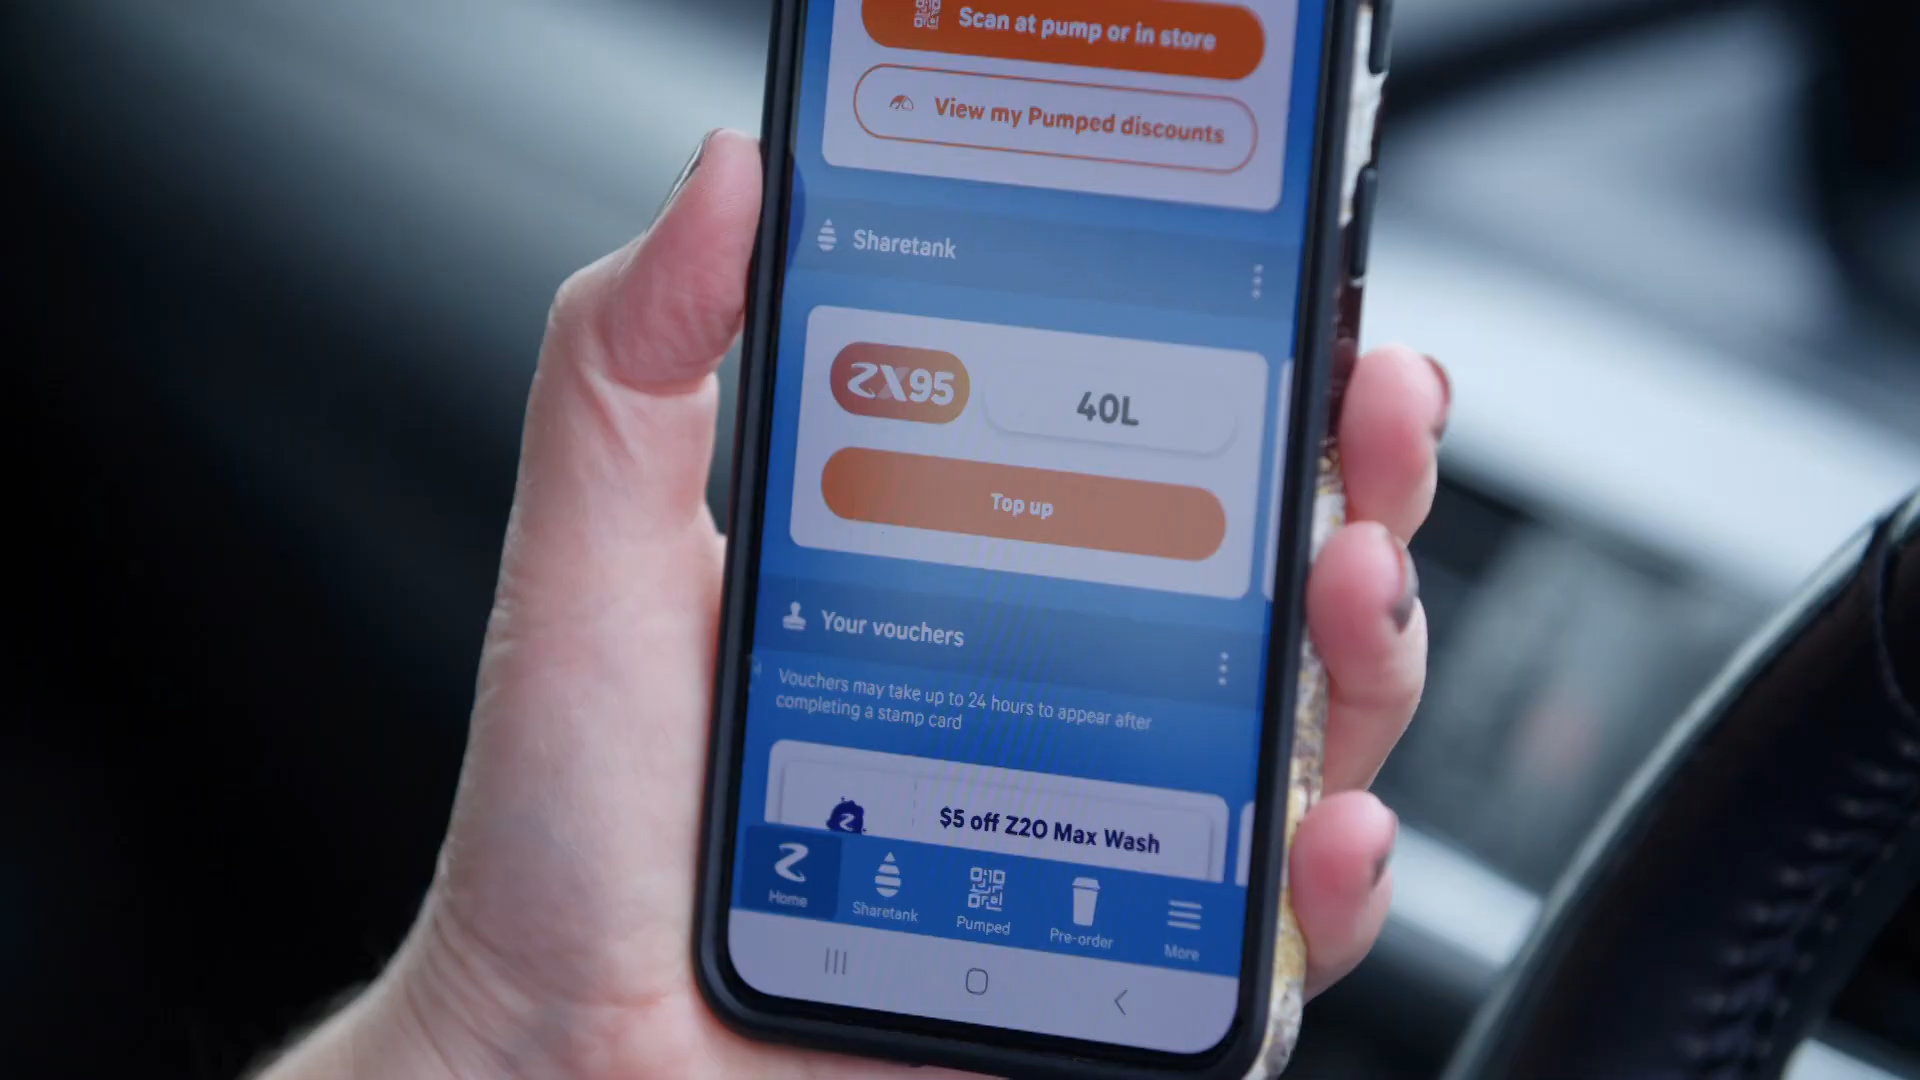 Scan at pump or in store
View my Pumped discounts
Sharetank
ZX95
40L
Top up
Your vouchers
Vouchers may take up to 24 hours to appear after
completing a stamp card
$5 off Z2O Max Wash
Home
Sharetank
Pumped
Pre-order
More